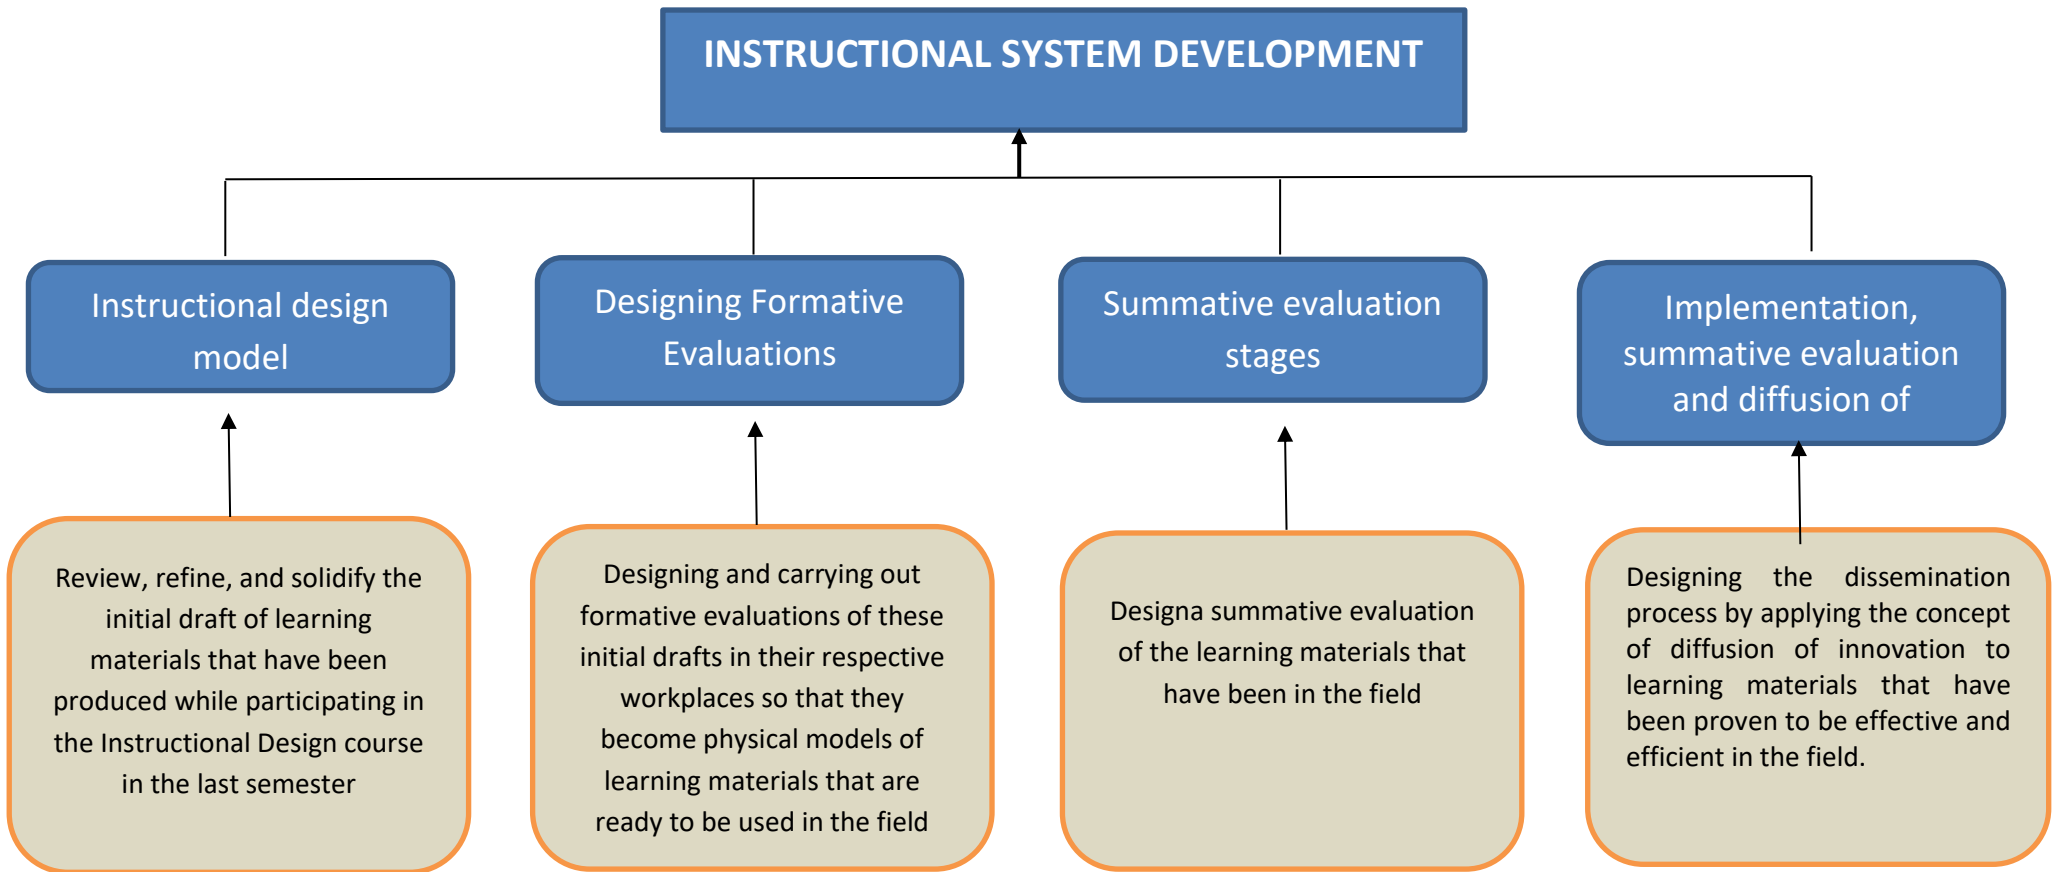 INSTRUCTIONAL SYSTEM DEVELOPMENT
Instructional design
model
Designing Formative
Evaluations
Summative evaluation
stages
Implementation,
summative evaluation
and diffusion of
Review, refine, and solidify the
initial draft of learning
materials that have been
produced while participating in
the Instructional Design course
in the last semester
Designing and carrying out
formative evaluations of these
initial drafts in their respective
workplaces so that they
become physical models of
learning materials that are
ready to be used in the field
Designa summative evaluation
of the learning materials that
have been in the field
Designing the dissemination
process by applying the concept
of diffusion of innovation to
learning materials that have
been proven to be effective and
efficient in the field.